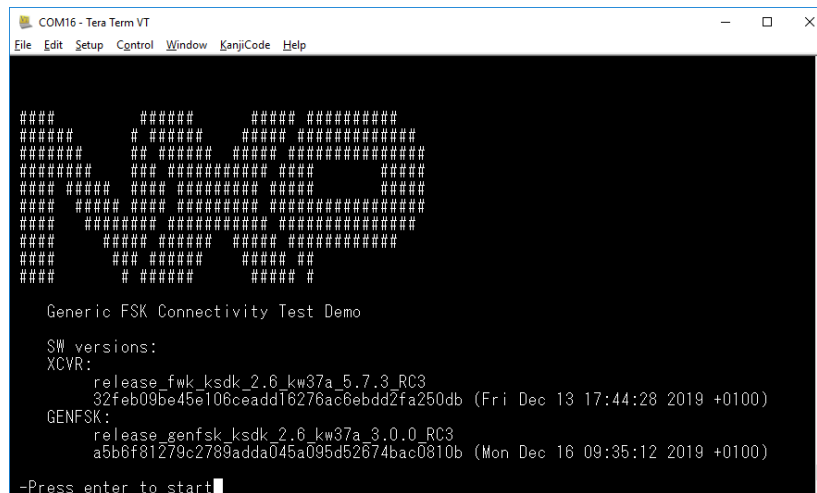 COM16 - Tera Term VT
File Edit Setup Control Window KanjiCode Help
####         ######      ##### ##########
######      # ######    ##### #############
#######     ## ######  ##### ###############
########    ### ########### ####       #####
#### #####  #### ######### #####       #####
####  ##### #### ######### #################
####   ######## ########### ###############
####     ##### ######  ##### ############
####      ### ######    ##### ##
####       # ######      ##### #
Generic FSK Connectivity Test Demo
SW versions:
XCVR:
release_fwk_ksdk_2.6_kw37a_5.7.3_RC3
32feb09be45e106ceadd16276ac6ebdd2fa250db (Fri Dec 13 17:44:28 2019 +0100)
GENFSK:
release_genfsk_ksdk_2.6_kw37a_3.0.0_RC3
a5b6f81279c2789adda045a095d52674bac0810b (Mon Dec 16 09:35:12 2019 +0100)
-Press enter to start